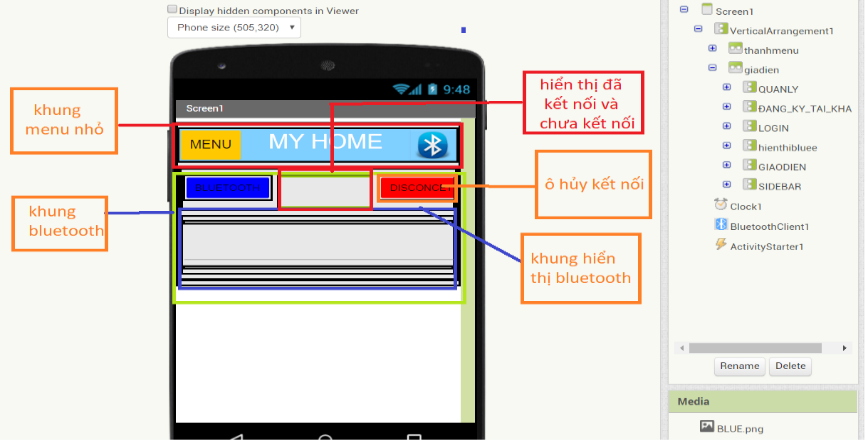 Display hidden components in Viewer
Phone size (505,320)
9:48
Screen1
MENU
MY HOME
BLUETOOTH
DISCONCE
khung
menu nhỏ
khung
bluetooth
hiển thị đã
kết nối và
chưa kết nối
ô hủy kết nối
khung hiển
thị bluetooth
Screen1
VerticalArrangement1
thanhmenu
giadien
QUANLY
ĐANG_KY_TAI_KHA
LOGIN
hienthibluee
GIAODIEN
SIDEBAR
Clock1
BluetoothClient1
ActivityStarter1
Rename
Delete
Media
BLUE.png